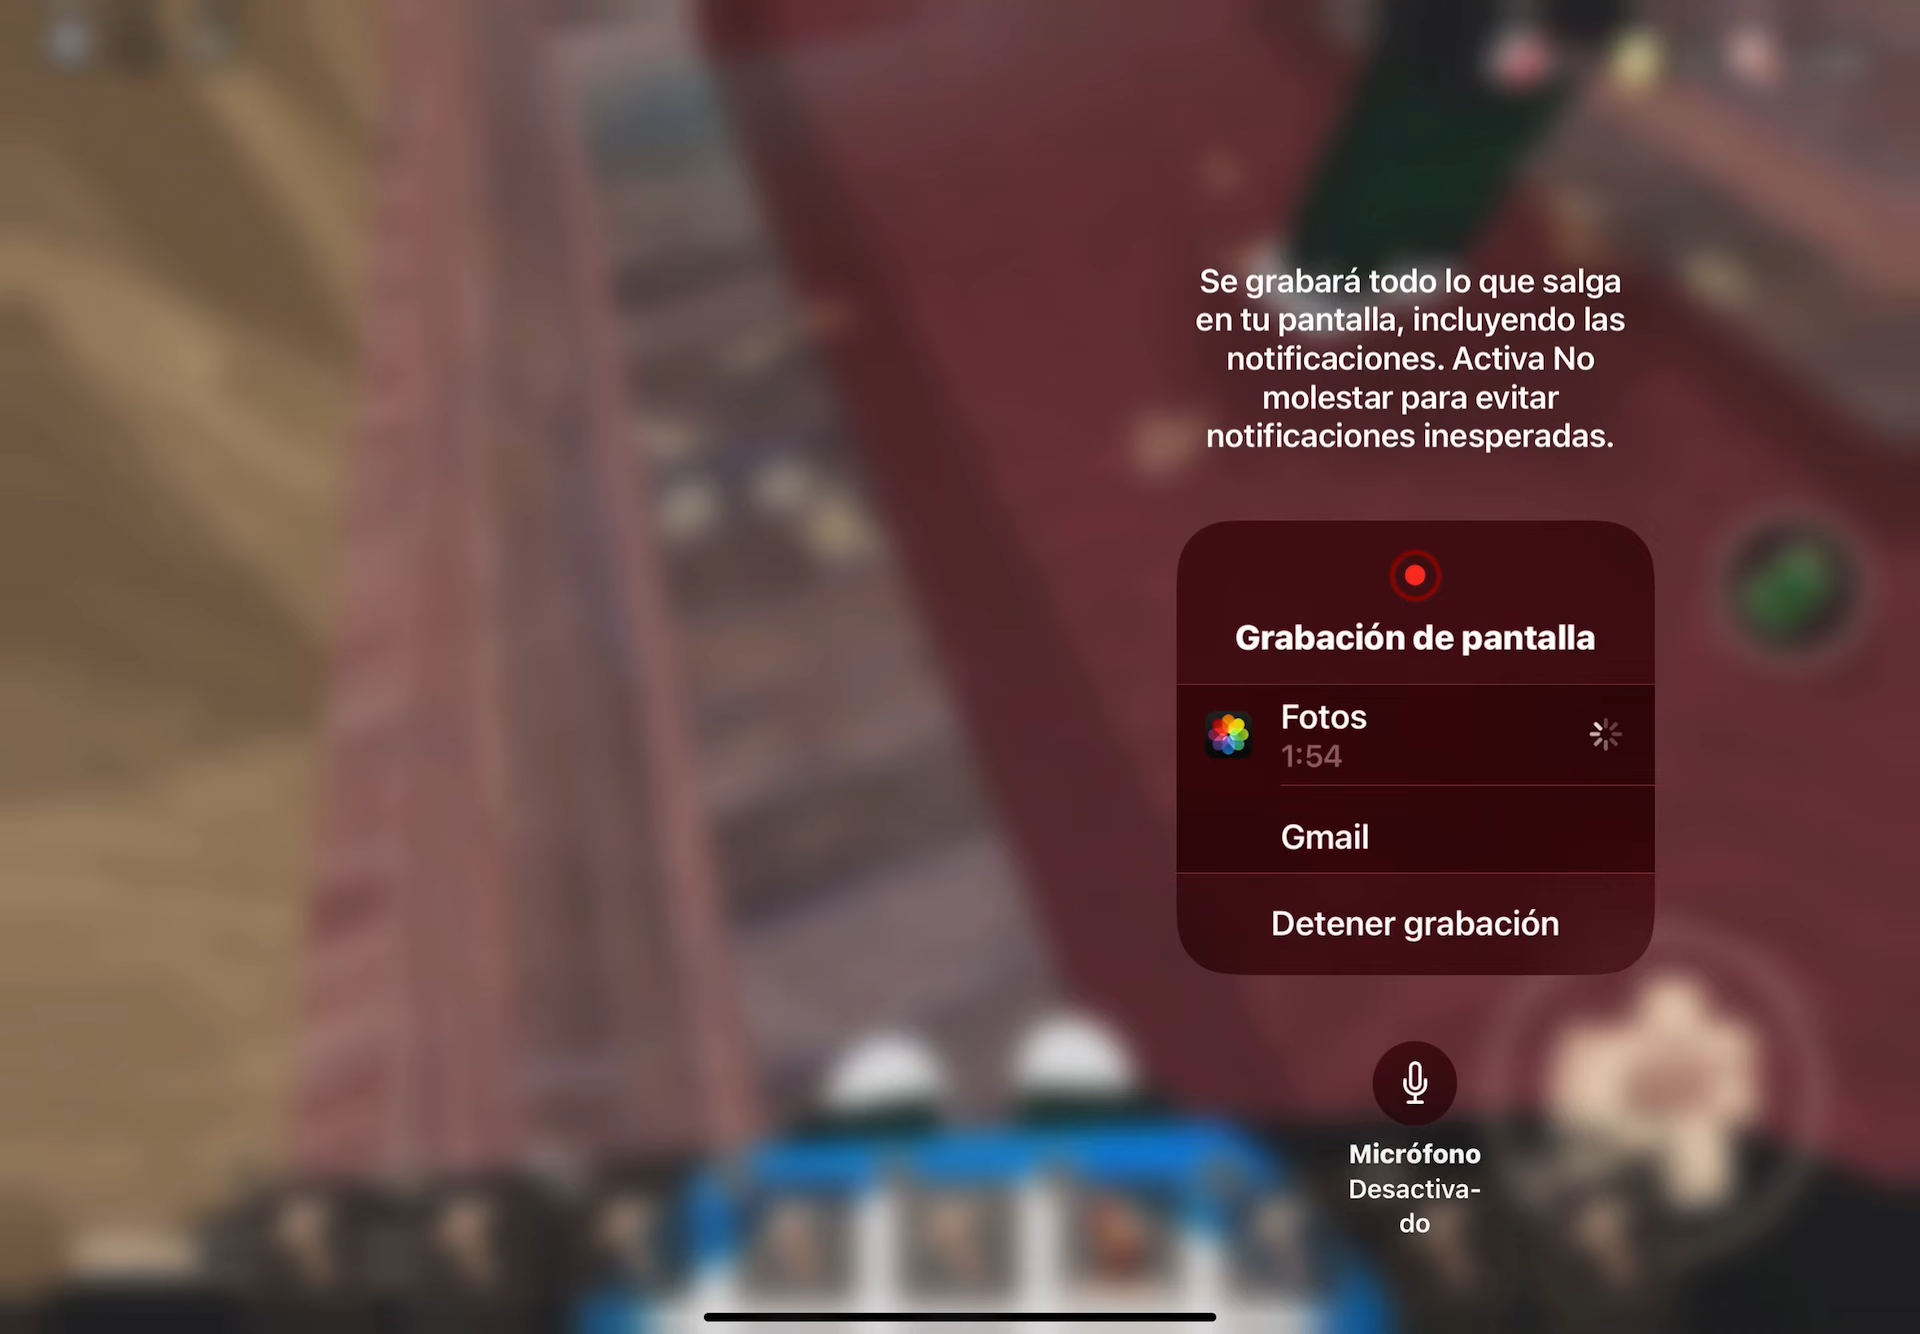 Se grabará todo lo que salga
en tu pantalla, incluyendo las
notificaciones. Activa No
molestar para evitar
notificaciones inesperadas.
Grabación de pantalla
Fotos
1:54
Gmail
Detener grabación
Micrófono
Desactiva-
do